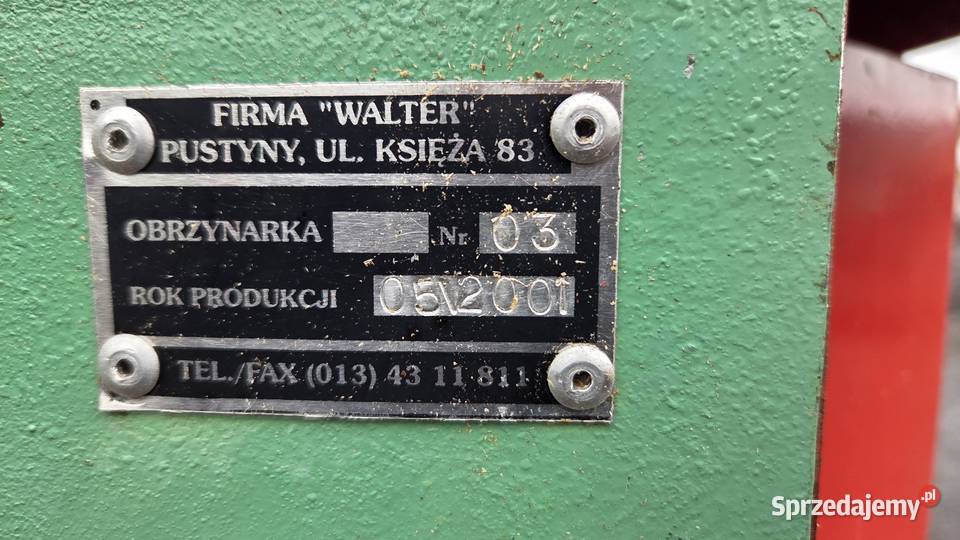 FIRMA "WALTER"
PUSTYNY, UL. KSIĘŻA 83
OBRZYNARKA Nr 03
ROK PRODUKCJI 05\2001
TEL./FAX (013) 43 11 811
Sprzedajemy.pl